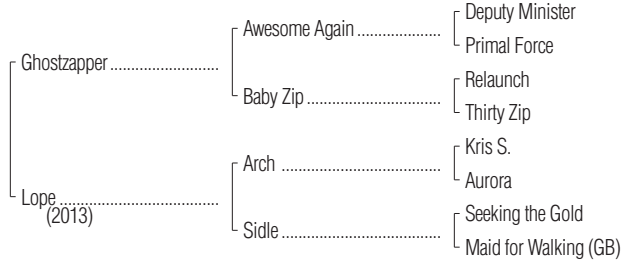 Deputy Minister
Awesome Again ....................
Primal Force
Ghostzapper ..........................
Relaunch
Baby Zip ................................
Thirty Zip
Kris S.
Arch ......................................
Aurora
Lope ......................................
(2013)
Seeking the Gold
Sidle ......................................
Maid for Walking (GB)